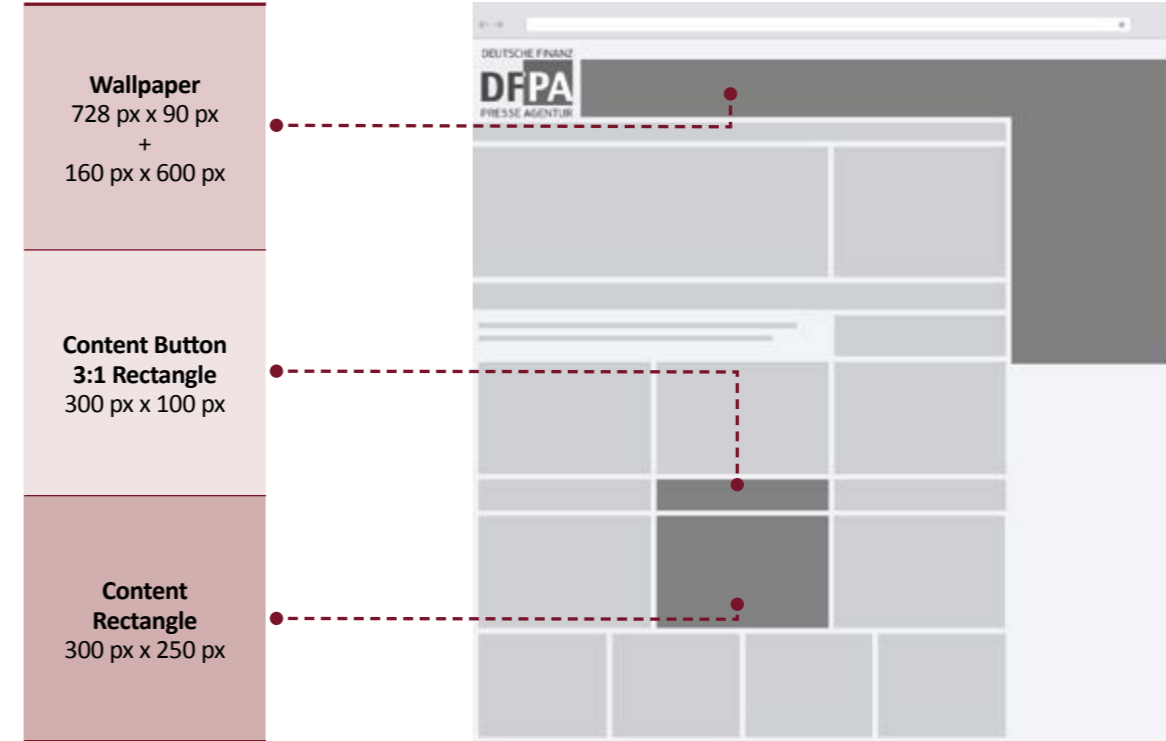 Wallpaper
728 px x 90 px
+
160 px x 600 px
Content Button
3:1 Rectangle
300 px x 100 px
Content
Rectangle
300 px x 250 px
DEUTSCHE FINANZ
DFPA
PRESSE AGENTUR